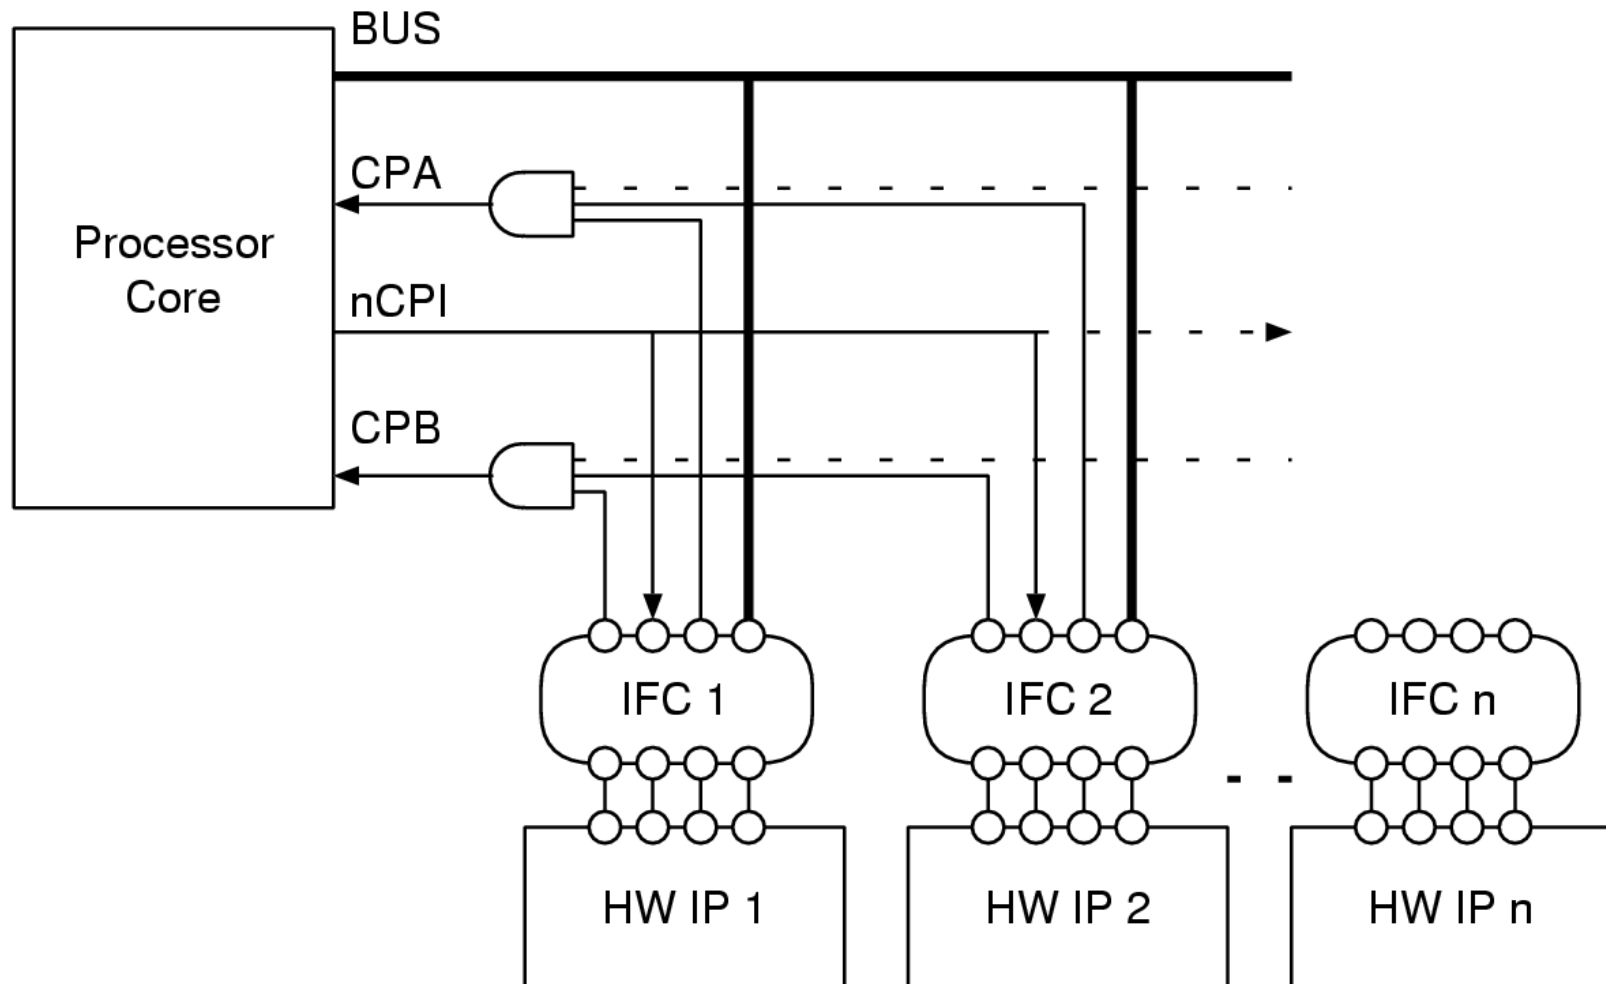 BUS
CPA
Processor
Core
nCPI
CPB
IFC 1
IFC 2
IFC n
HW IP 1
HW IP 2
HW IP n